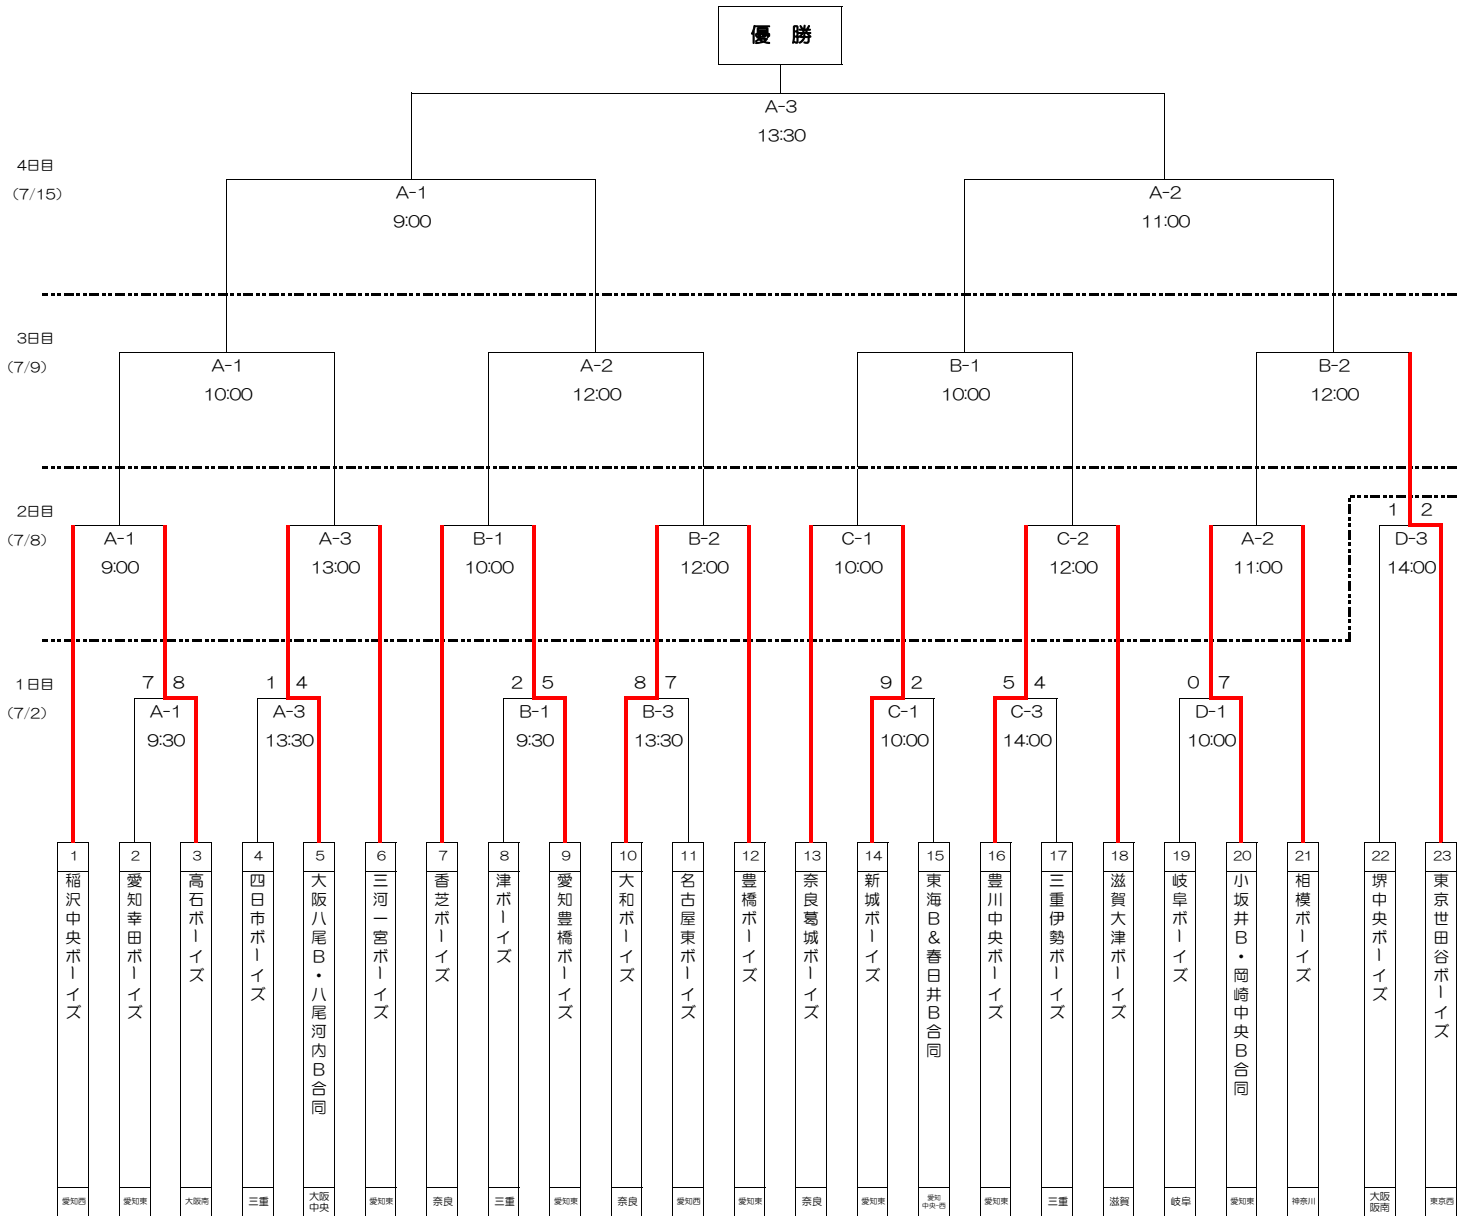 優 勝
A-3
13:30
4日目
(7/15)
A-1
9:00
A-2
11:00
3日目
(7/9)
A-1
10:00
A-2
12:00
B-1
10:00
B-2
12:00
2日目
(7/8)
A-1
9:00
A-3
13:00
B-1
10:00
B-2
12:00
C-1
10:00
C-2
12:00
A-2
11:00
1 2
D-3
14:00
1日目
(7/2)
7 8
A-1
9:30
1 4
A-3
13:30
2 5
B-1
9:30
8 7
B-3
13:30
9 2
C-1
10:00
5 4
C-3
14:00
0 7
D-1
10:00
1
稲沢中央ボーイズ
愛知西
2
愛知幸田ボーイズ
愛知東
3
高石ボーイズ
大阪南
4
四日市ボーイズ
三重
5
大阪八尾B・八尾河内B合同
大阪
中央
6
三河一宮ボーイズ
愛知東
7
香芝ボーイズ
奈良
8
津ボーイズ
三重
9
愛知豊橋ボーイズ
愛知東
10
大和ボーイズ
奈良
11
名古屋東ボーイズ
愛知西
12
豊橋ボーイズ
愛知東
13
奈良葛城ボーイズ
奈良
14
新城ボーイズ
愛知東
15
東海B&春日井B合同
愛知
中央-西
16
豊川中央ボーイズ
愛知東
17
三重伊勢ボーイズ
三重
18
滋賀大津ボーイズ
滋賀
19
岐阜ボーイズ
岐阜
20
小坂井B・岡崎中央B合同
愛知東
21
相模ボーイズ
神奈川
22
堺中央ボーイズ
大阪
阪南
23
東京世田谷ボーイズ
東京西